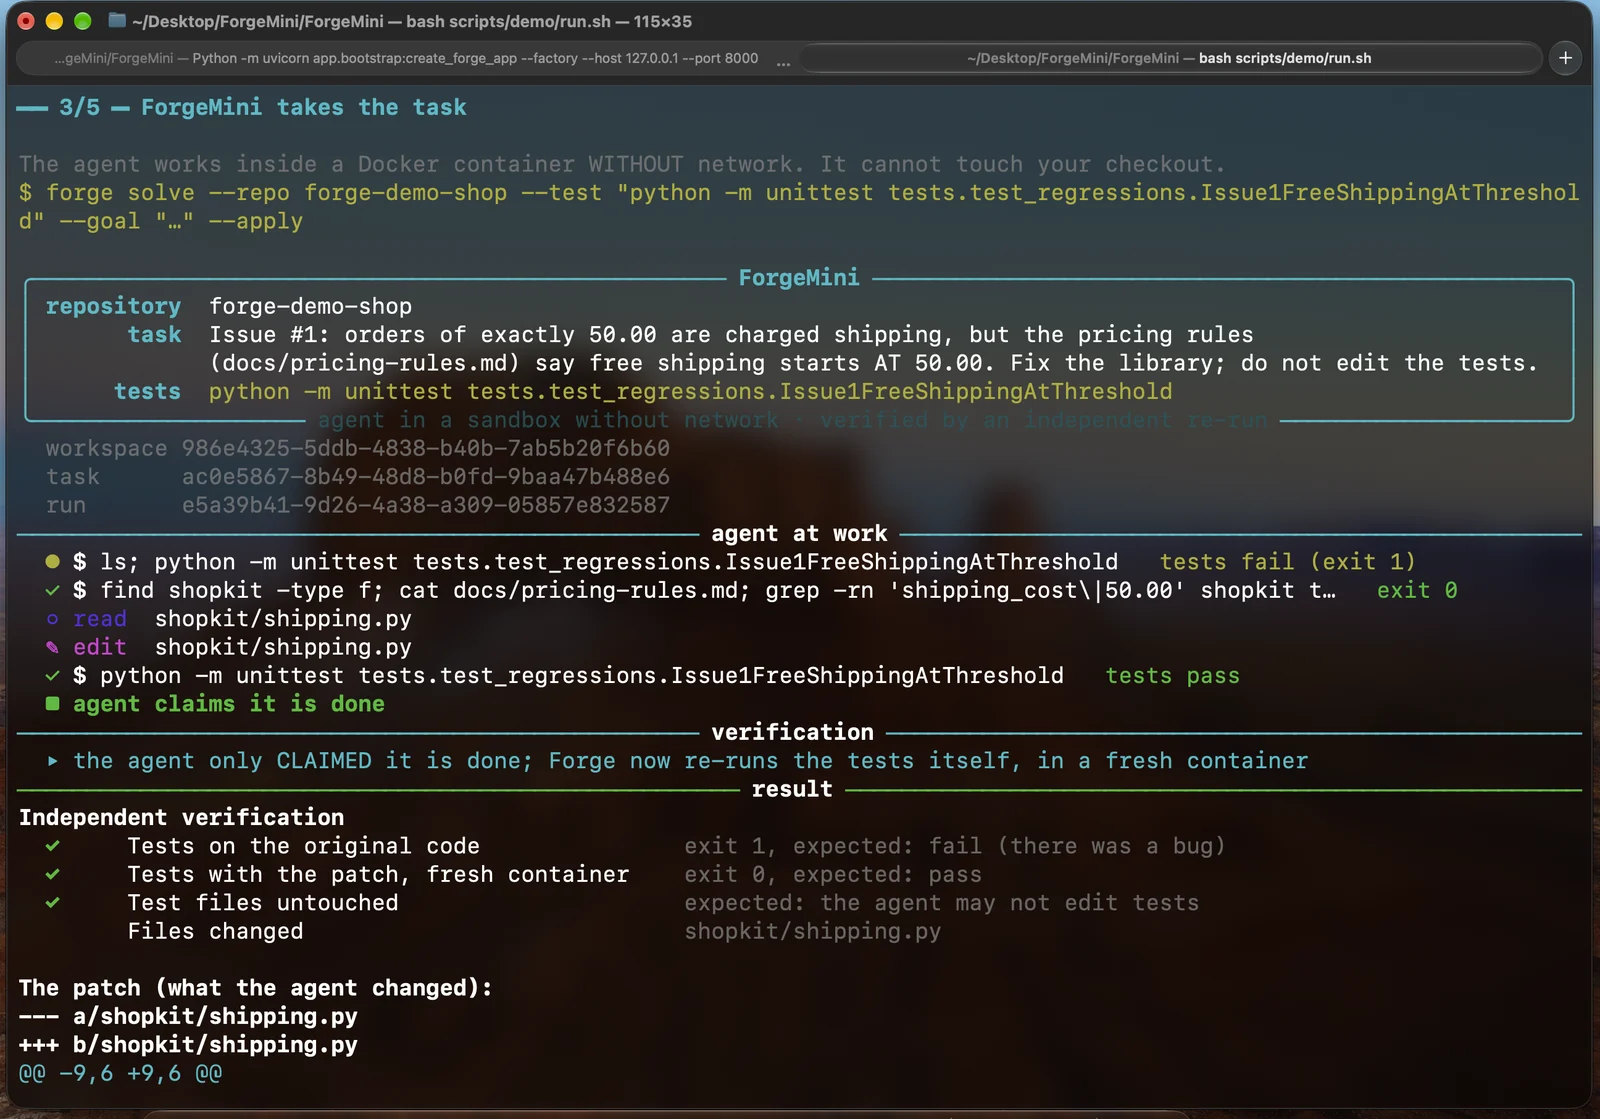 ~/Desktop/ForgeMini/ForgeMini — bash scripts/demo/run.sh — 115×35
...geMini/ForgeMini — Python -m uvicorn app.bootstrap:create_forge_app --factory --host 127.0.0.1 --port 8000 ...
~/Desktop/ForgeMini/ForgeMini — bash scripts/demo/run.sh
+
—— 3/5 — ForgeMini takes the task
The agent works inside a Docker container WITHOUT network. It cannot touch your checkout.
$ forge solve --repo forge-demo-shop --test "python -m unittest tests.test_regressions.Issue1FreeShippingAtThreshol
d" --goal "…" --apply
ForgeMini
repository forge-demo-shop
task Issue #1: orders of exactly 50.00 are charged shipping, but the pricing rules
(docs/pricing-rules.md) say free shipping starts AT 50.00. Fix the library; do not edit the tests.
tests python -m unittest tests.test_regressions.Issue1FreeShippingAtThreshold
agent in a sandbox without network · verified by an independent re-run
workspace 986e4325-5ddb-4838-b40b-7ab5b20f6b60
task ac0e5867-8b49-48d8-b0fd-9baa47b488e6
run e5a39b41-9d26-4a38-a309-05857e832587
agent at work
● $ ls; python -m unittest tests.test_regressions.Issue1FreeShippingAtThreshold tests fail (exit 1)
✓ $ find shopkit -type f; cat docs/pricing-rules.md; grep -rn 'shipping_cost\|50.00' shopkit t… exit 0
○ read shopkit/shipping.py
✎ edit shopkit/shipping.py
✓ $ python -m unittest tests.test_regressions.Issue1FreeShippingAtThreshold tests pass
■ agent claims it is done
verification
▸ the agent only CLAIMED it is done; Forge now re-runs the tests itself, in a fresh container
result
Independent verification
✓ Tests on the original code exit 1, expected: fail (there was a bug)
✓ Tests with the patch, fresh container exit 0, expected: pass
✓ Test files untouched expected: the agent may not edit tests
Files changed shopkit/shipping.py
The patch (what the agent changed):
--- a/shopkit/shipping.py
+++ b/shopkit/shipping.py
@@ -9,6 +9,6 @@